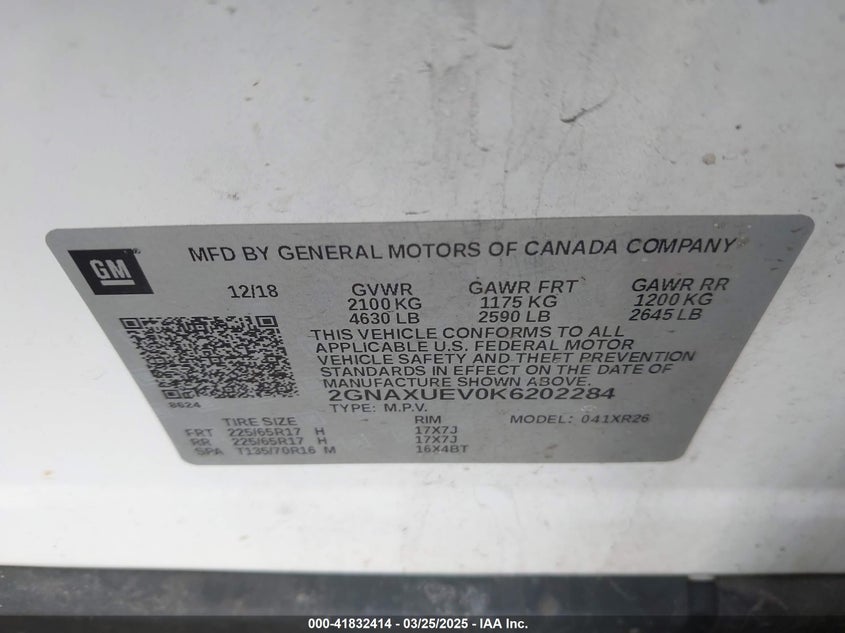 GM
MFD BY GENERAL MOTORS OF CANADA COMPANY
12/18 GVWR GAWR FRT GAWR RR
2100 KG 1175 KG 1200 KG
4630 LB 2590 LB 2645 LB
THIS VEHICLE CONFORMS TO ALL
APPLICABLE U.S. FEDERAL MOTOR
VEHICLE SAFETY AND THEFT PREVENTION
STANDARDS IN EFFECT ON THE DATE OF
MANUFACTURE SHOWN ABOVE.
8624 2GNAXUEV0K6202284
TYPE: M.P.V. MODEL: 041XR26
TIRE SIZE RIM
FRT 225/65R17 H 17X7J
RR 225/65R17 H 17X7J
SPA T135/70R16 M 16X4BT
000-41832414 — 03/25/2025 — IAA Inc.